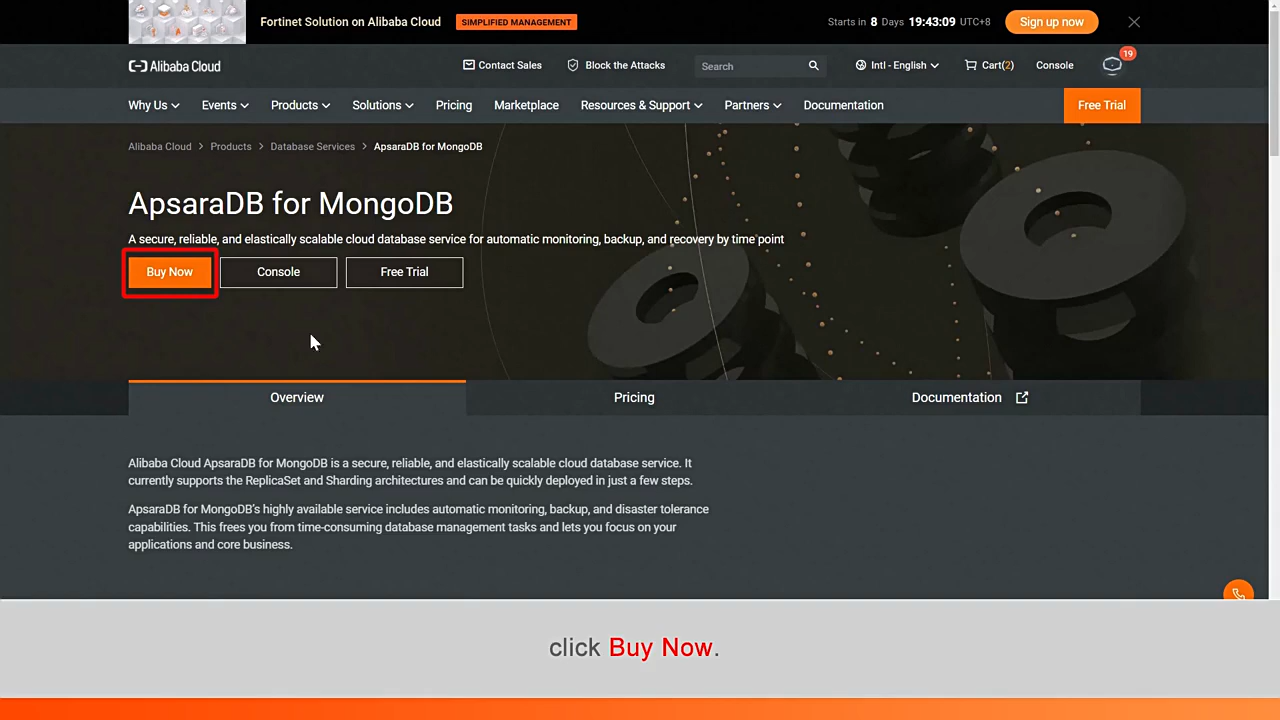 Fortinet Solution on Alibaba Cloud SIMPLIFIED MANAGEMENT Starts in 8 Days 19:43:09 UTC+8 Sign up now
Alibaba Cloud Contact Sales Block the Attacks Search Intl - English Cart(2) Console 19
Why Us Events Products Solutions Pricing Marketplace Resources & Support Partners Documentation Free Trial
Alibaba Cloud > Products > Database Services > ApsaraDB for MongoDB
ApsaraDB for MongoDB
A secure, reliable, and elastically scalable cloud database service for automatic monitoring, backup, and recovery by time point
Buy Now Console Free Trial
Overview Pricing Documentation
Alibaba Cloud ApsaraDB for MongoDB is a secure, reliable, and elastically scalable cloud database service. It
currently supports the ReplicaSet and Sharding architectures and can be quickly deployed in just a few steps.
ApsaraDB for MongoDB's highly available service includes automatic monitoring, backup, and disaster tolerance
capabilities. This frees you from time-consuming database management tasks and lets you focus on your
applications and core business.
click Buy Now.